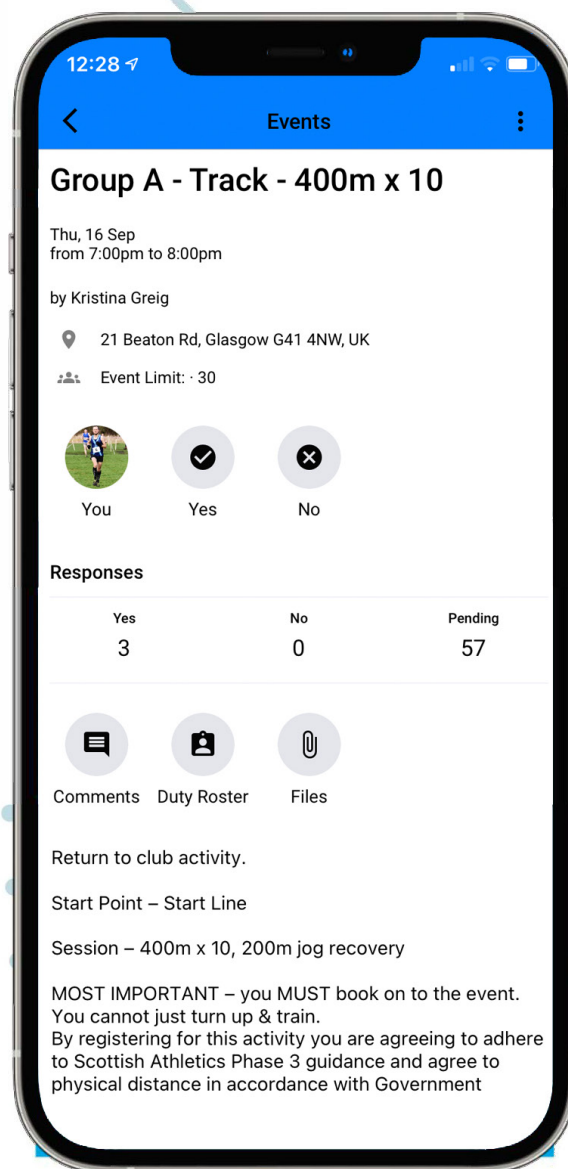 12:28
Events
Group A - Track - 400m x 10
Thu, 16 Sep
from 7:00pm to 8:00pm
by Kristina Greig
21 Beaton Rd, Glasgow G41 4NW, UK
Event Limit: · 30
You Yes No
Responses
Yes No Pending
3 0 57
Comments Duty Roster Files
Return to club activity.
Start Point – Start Line
Session – 400m x 10, 200m jog recovery
MOST IMPORTANT – you MUST book on to the event.
You cannot just turn up & train.
By registering for this activity you are agreeing to adhere
to Scottish Athletics Phase 3 guidance and agree to
physical distance in accordance with Government